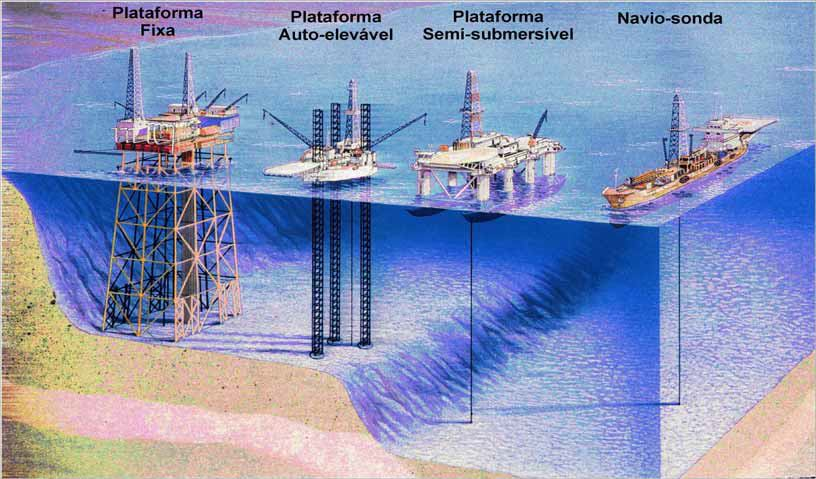 Plataforma
Fixa
Plataforma
Auto-elevável
Plataforma
Semi-submersível
Navio-sonda